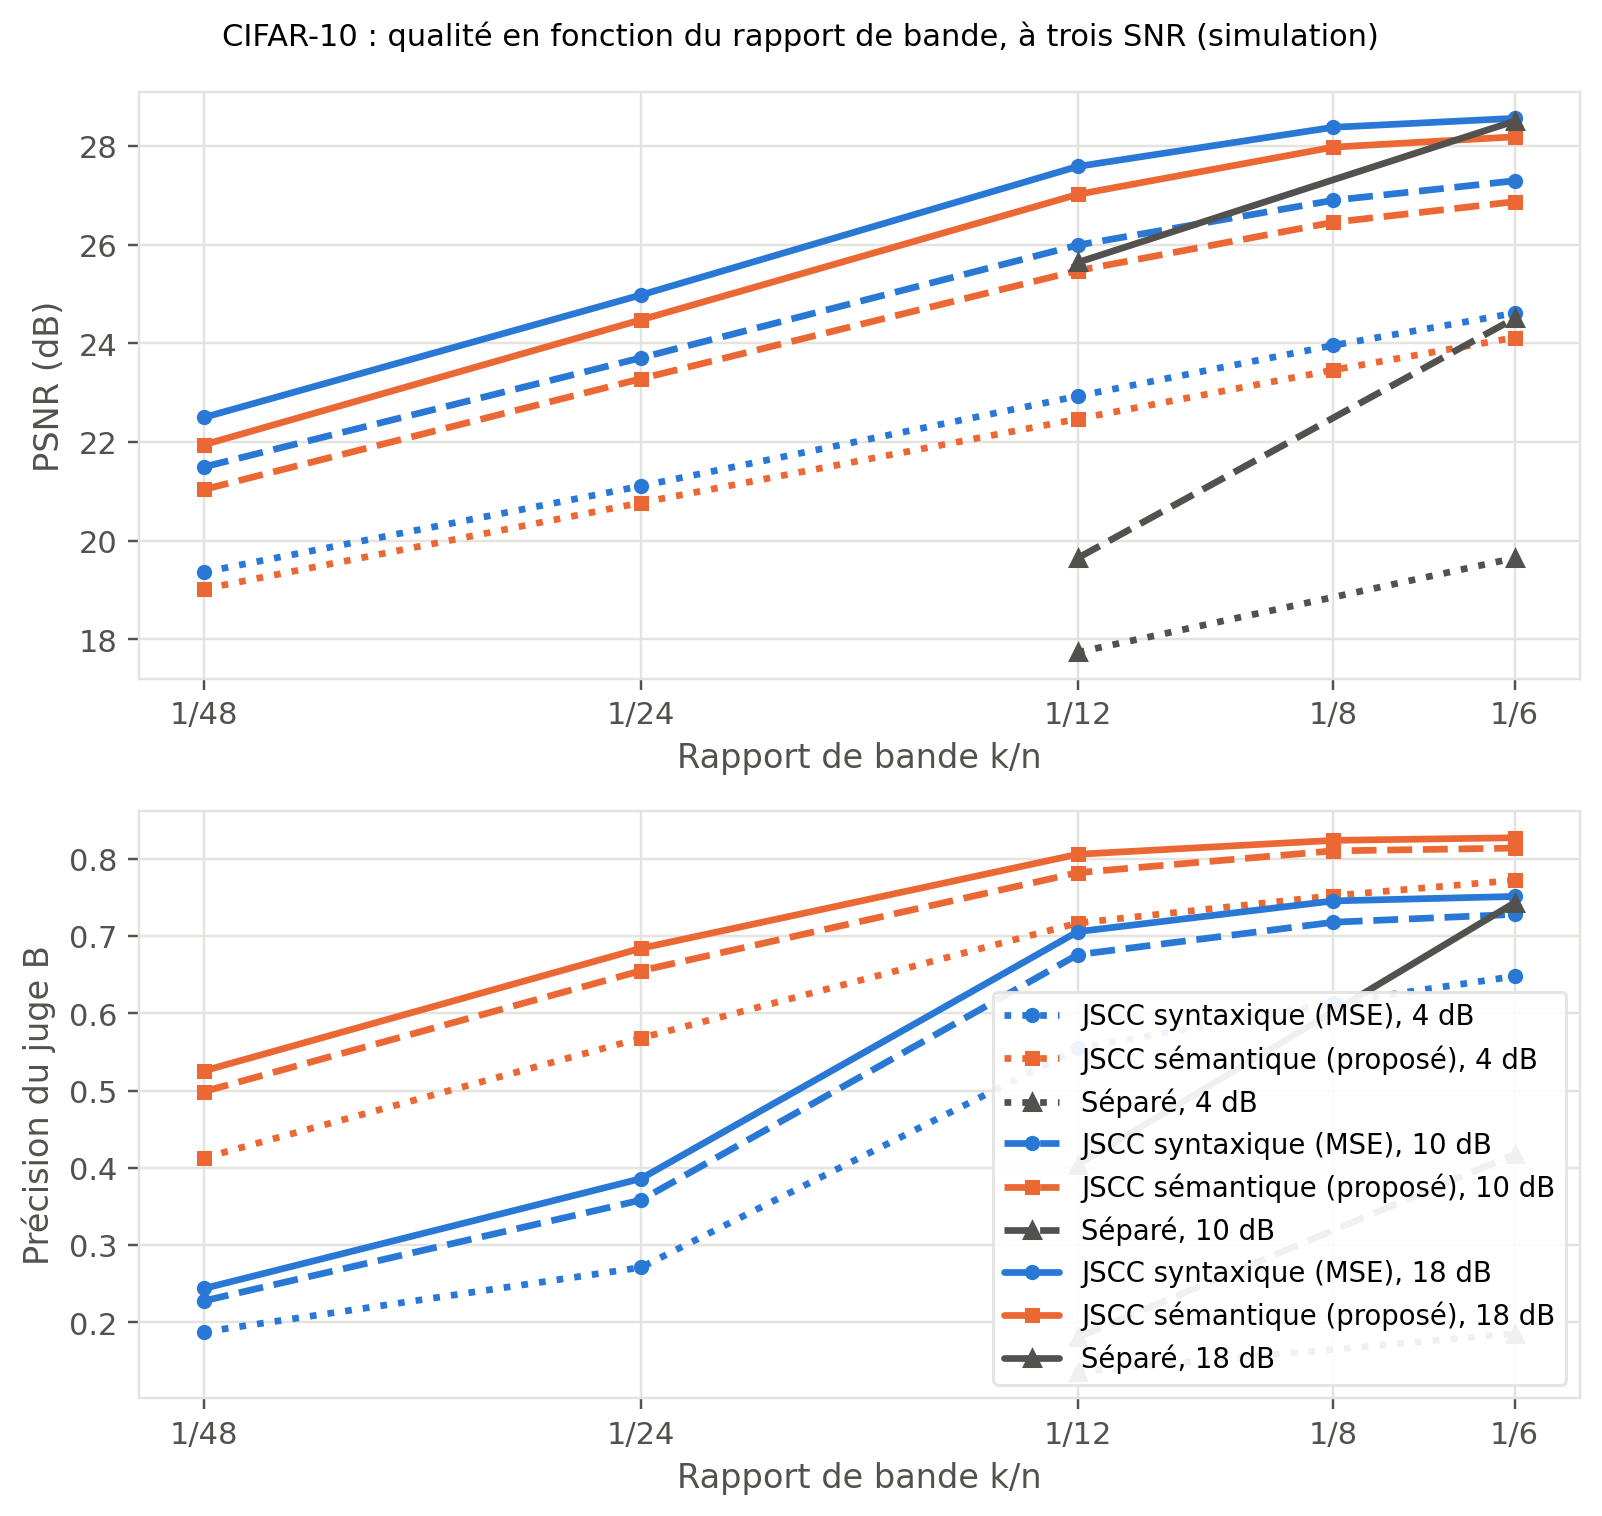 CIFAR-10 : qualité en fonction du rapport de bande, à trois SNR (simulation)
28
26
24
22
20
18
PSNR (dB)
1/48 1/24 1/12 1/8 1/6
Rapport de bande k/n
0.8
0.7
0.6
0.5
0.4
0.3
0.2
Précision du juge B
JSCC syntaxique (MSE), 4 dB
JSCC sémantique (proposé), 4 dB
Séparé, 4 dB
JSCC syntaxique (MSE), 10 dB
JSCC sémantique (proposé), 10 dB
Séparé, 10 dB
JSCC syntaxique (MSE), 18 dB
JSCC sémantique (proposé), 18 dB
Séparé, 18 dB
1/48 1/24 1/12 1/8 1/6
Rapport de bande k/n